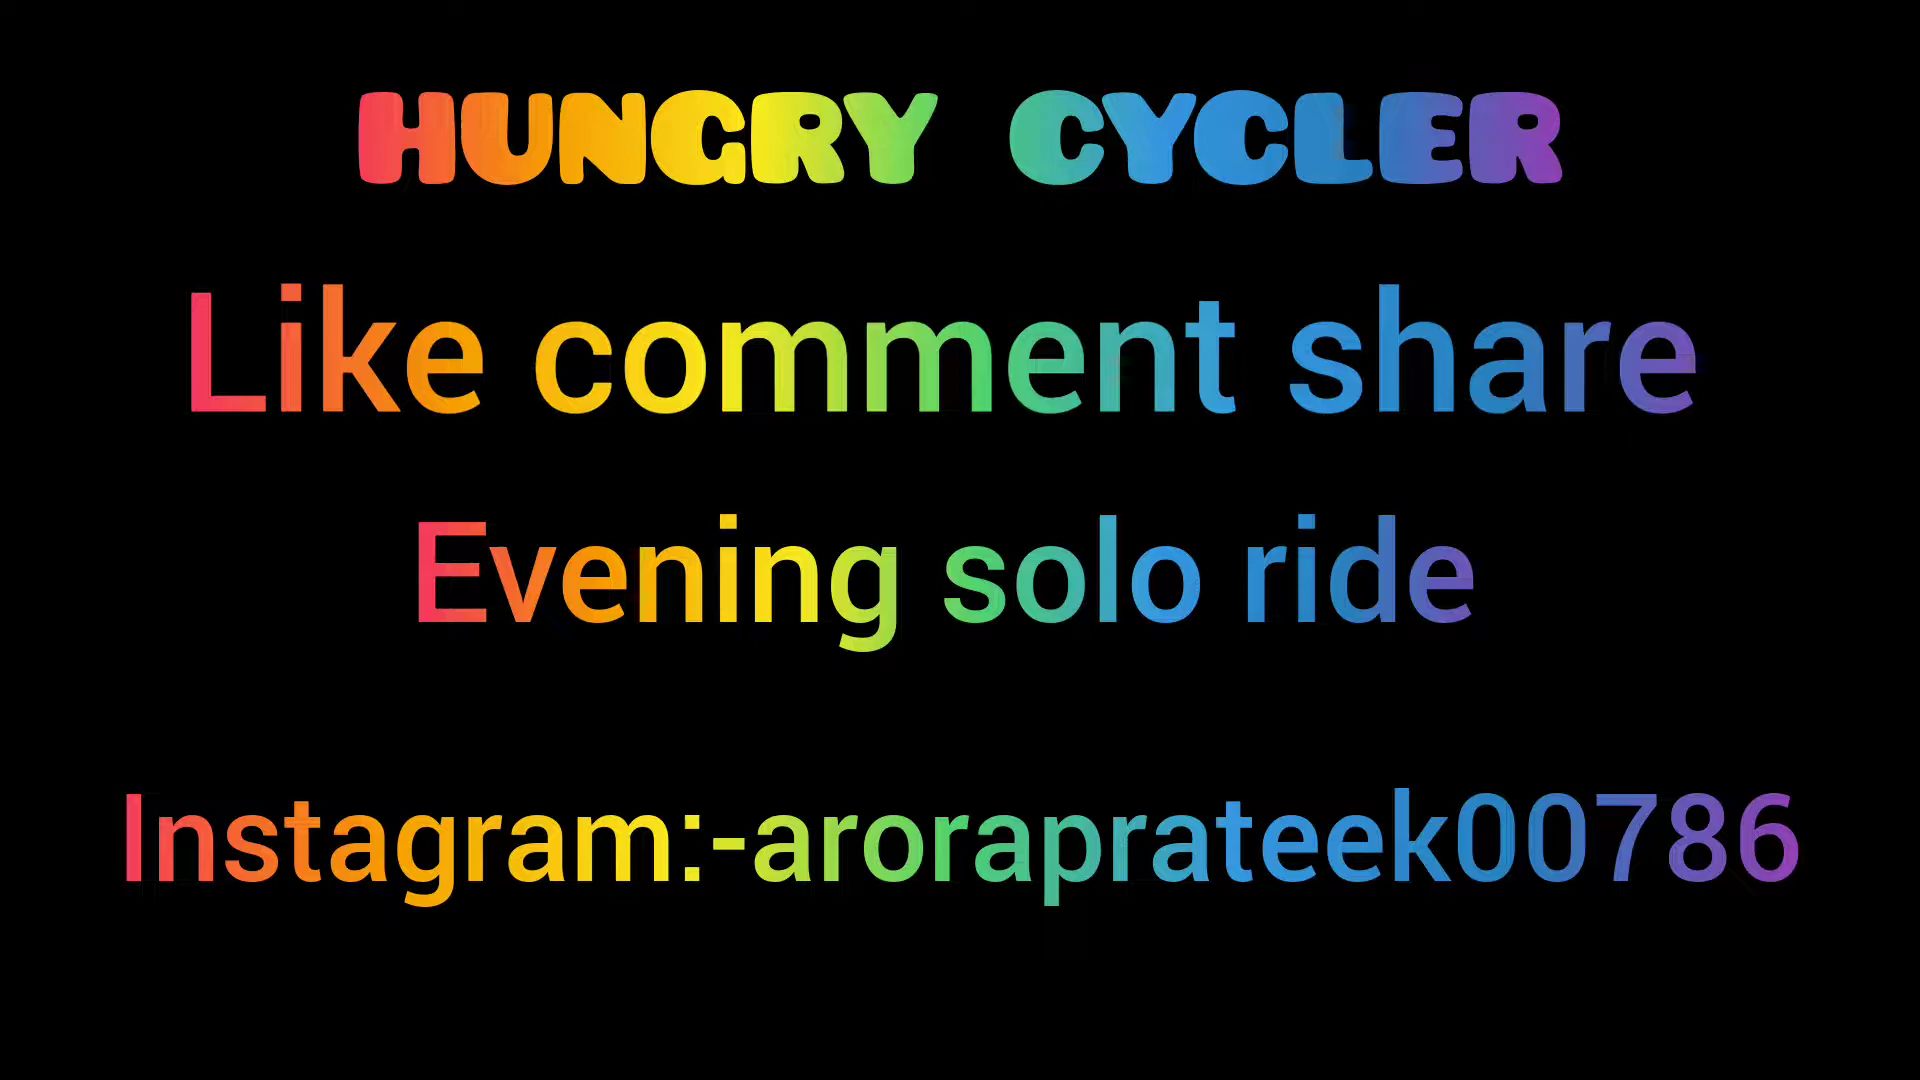 HUNGRY CYCLER
Like comment share
Evening solo ride
Instagram:-aroraprateek00786